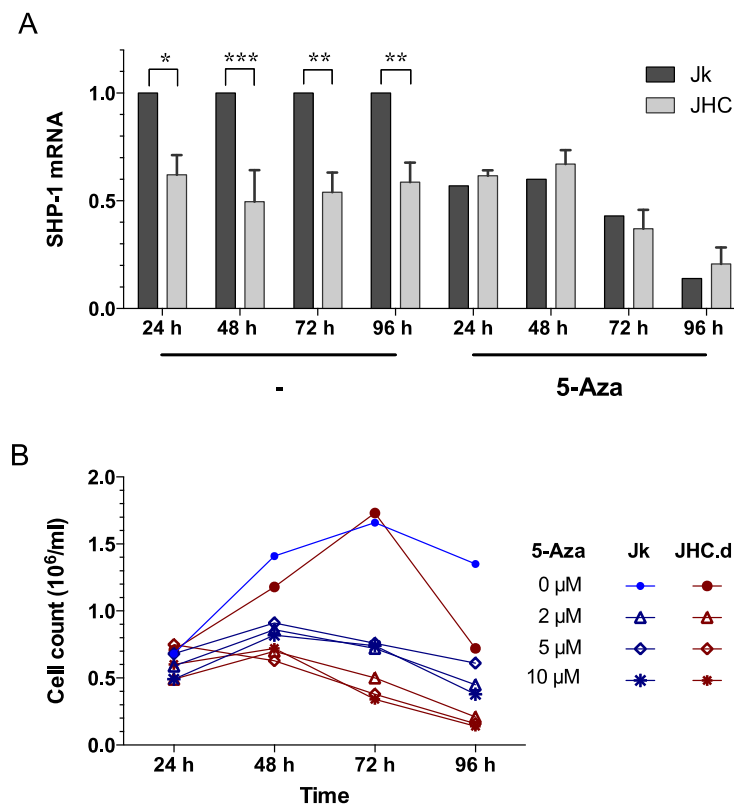 A
* *** ** **
Jk
JHC
SHP-1 mRNA
1.0
0.5
0.0
24 h 48 h 72 h 96 h 24 h 48 h 72 h 96 h
- 5-Aza
B
Cell count (10⁶/ml)
2.0
1.5
1.0
0.5
0.0
24 h 48 h 72 h 96 h
Time
5-Aza Jk JHC.d
0 µM
2 µM
5 µM
10 µM